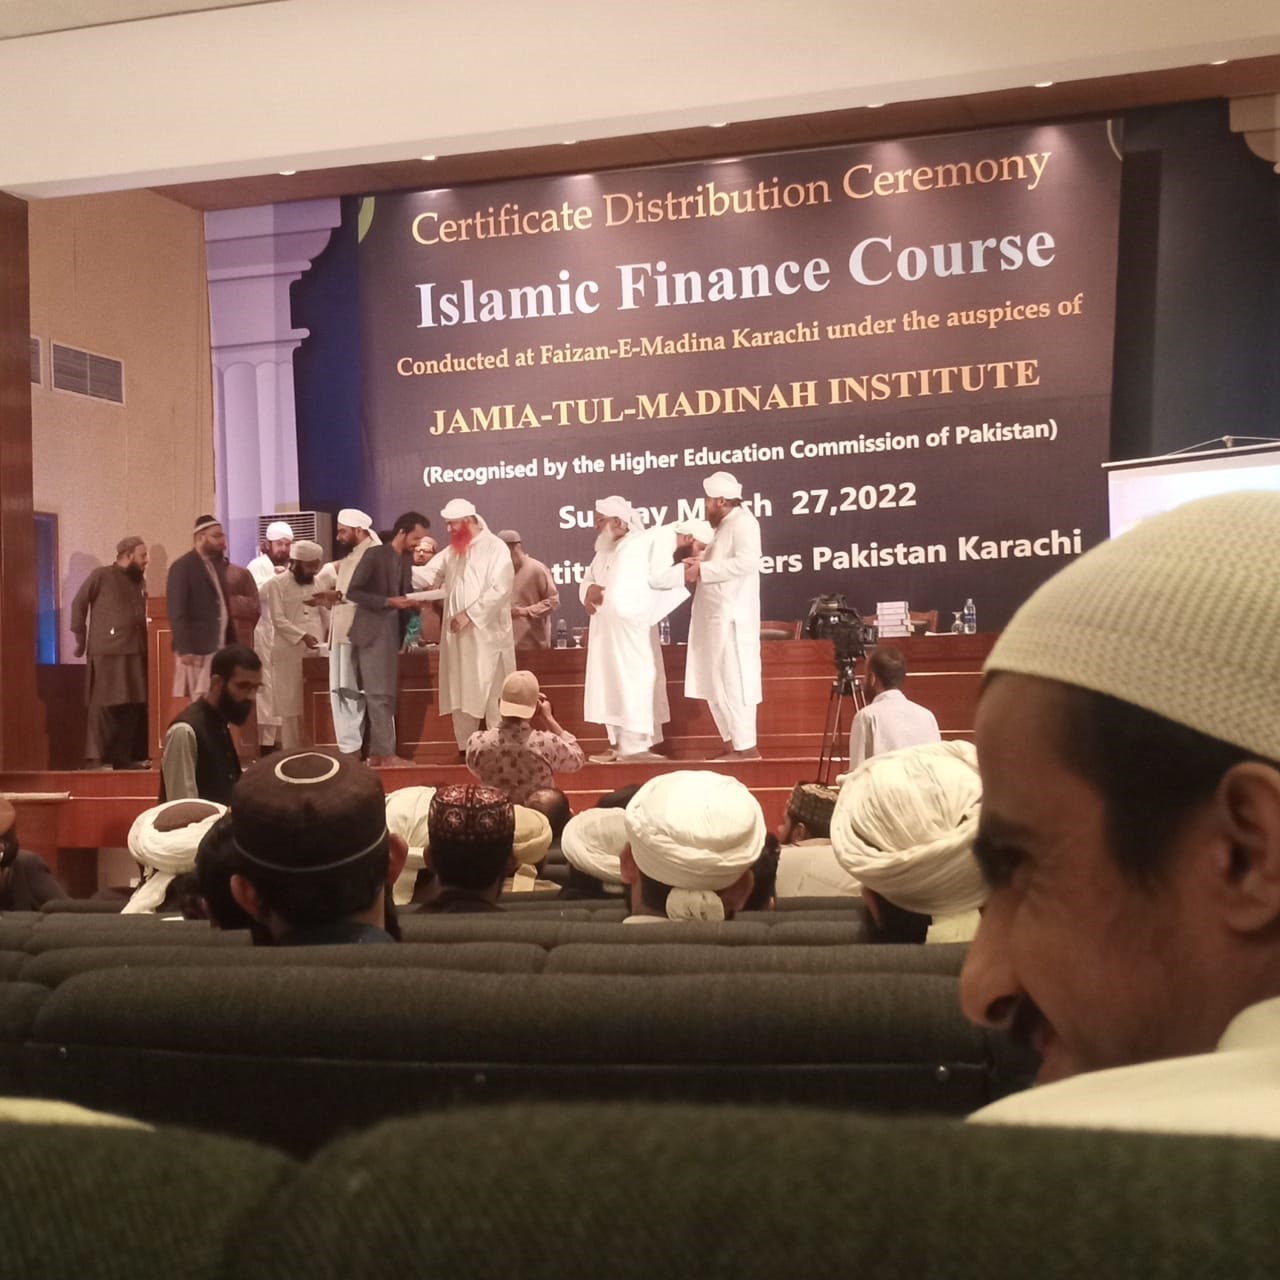 Certificate Distribution Ceremony
Islamic Finance Course
Conducted at Faizan-E-Madina Karachi under the auspices of
JAMIA-TUL-MADINAH INSTITUTE
(Recognised by the Higher Education Commission of Pakistan)
27,2022
Pakistan Karachi